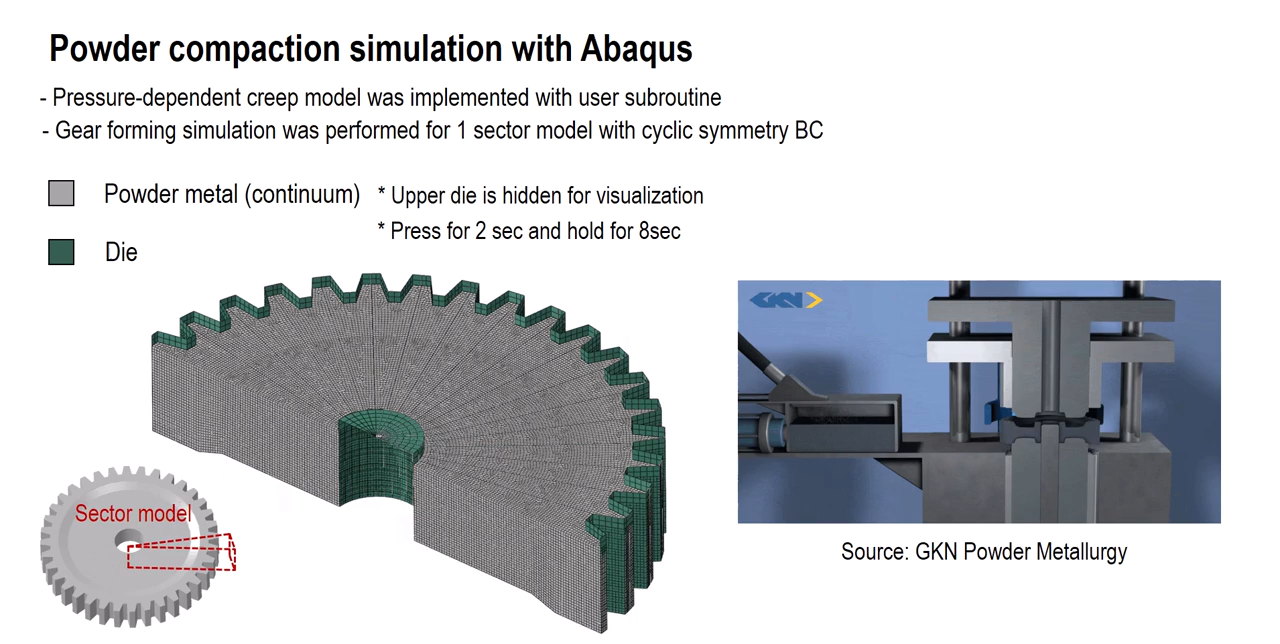 Powder compaction simulation with Abaqus
- Pressure-dependent creep model was implemented with user subroutine
- Gear forming simulation was performed for 1 sector model with cyclic symmetry BC
Powder metal (continuum)
* Upper die is hidden for visualization
* Press for 2 sec and hold for 8sec
Die
GKN
Sector model
Source: GKN Powder Metallurgy